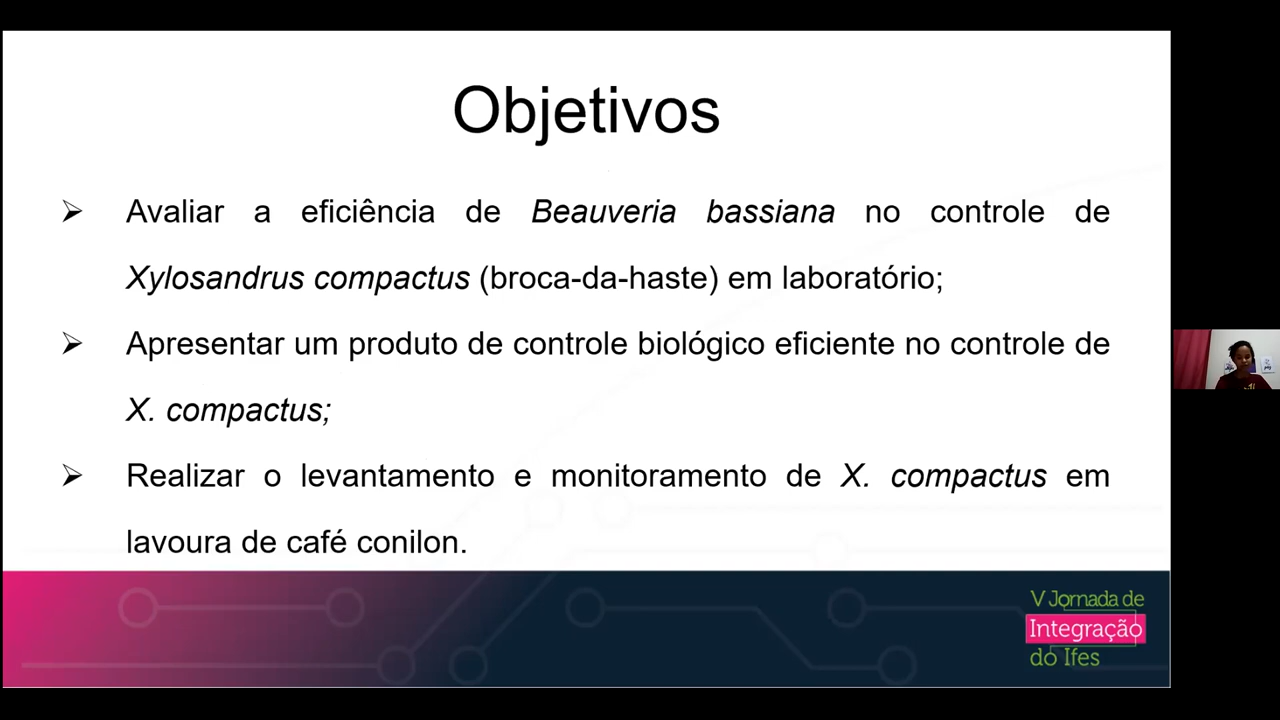 Objetivos
Avaliar a eficiência de Beauveria bassiana no controle de
Xylosandrus compactus (broca-da-haste) em laboratório;
Apresentar um produto de controle biológico eficiente no controle de
X. compactus;
Realizar o levantamento e monitoramento de X. compactus em
lavoura de café conilon.
V Jornada de
Integração
do Ifes